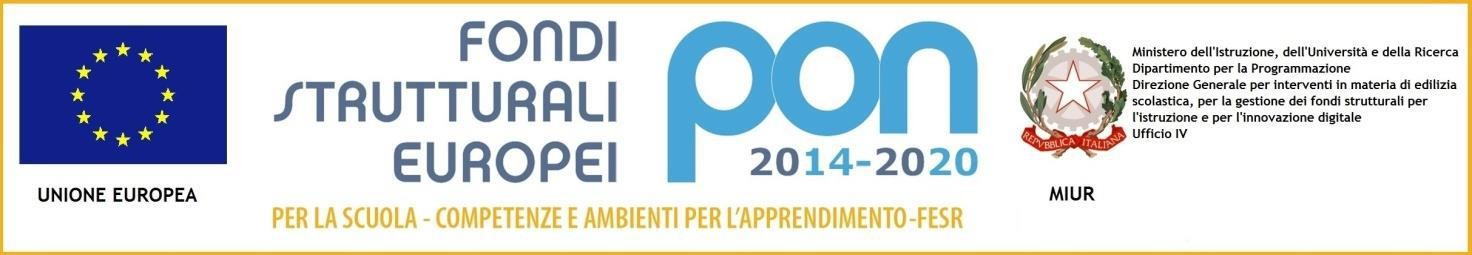 UNIONE EUROPEA
FONDI
STRUTTURALI
EUROPEI
pon
2014-2020
PER LA SCUOLA - COMPETENZE E AMBIENTI PER L'APPRENDIMENTO-FESR
REPVBBLICA ITALIANA
MIUR
Ministero dell'Istruzione, dell'Università e della Ricerca
Dipartimento per la Programmazione
Direzione Generale per interventi in materia di edilizia
scolastica, per la gestione dei fondi strutturali per
l'istruzione e per l'innovazione digitale
Ufficio IV